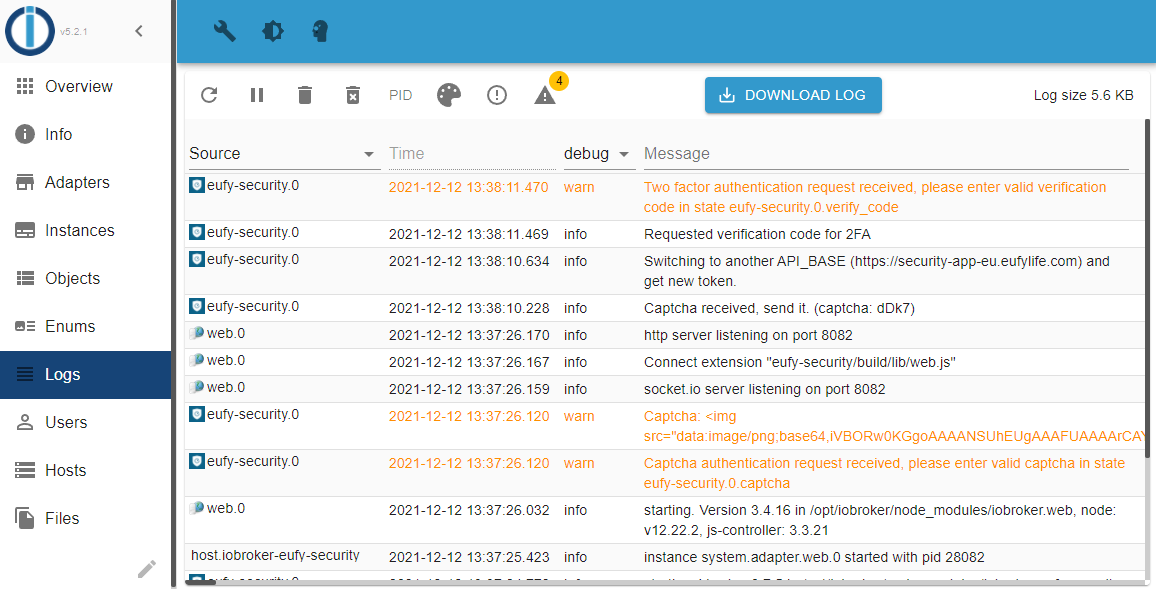 v5.2.1
Overview
Info
Adapters
Instances
Objects
Enums
Logs
Users
Hosts
Files
PID
4
DOWNLOAD LOG
Log size 5.6 KB
Source Time debug Message
eufy-security.0 2021-12-12 13:38:11.470 warn Two factor authentication request received, please enter valid verification
code in state eufy-security.0.verify_code
eufy-security.0 2021-12-12 13:38:11.469 info Requested verification code for 2FA
eufy-security.0 2021-12-12 13:38:10.634 info Switching to another API_BASE (https://security-app-eu.eufylife.com) and
get new token.
eufy-security.0 2021-12-12 13:38:10.228 info Captcha received, send it. (captcha: dDk7)
web.0 2021-12-12 13:37:26.170 info http server listening on port 8082
web.0 2021-12-12 13:37:26.167 info Connect extension "eufy-security/build/lib/web.js"
web.0 2021-12-12 13:37:26.159 info socket.io server listening on port 8082
eufy-security.0 2021-12-12 13:37:26.120 warn Captcha: <img
src="data:image/png;base64,iVBORw0KGgoAAAANSUhEUgAAAFUAAAArCAY
eufy-security.0 2021-12-12 13:37:26.120 warn Captcha authentication request received, please enter valid captcha in state
eufy-security.0.captcha
web.0 2021-12-12 13:37:26.032 info starting. Version 3.4.16 in /opt/iobroker/node_modules/iobroker.web, node:
v12.22.2, js-controller: 3.3.21
host.iobroker-eufy-security 2021-12-12 13:37:25.423 info instance system.adapter.web.0 started with pid 28082
eufy-security.0